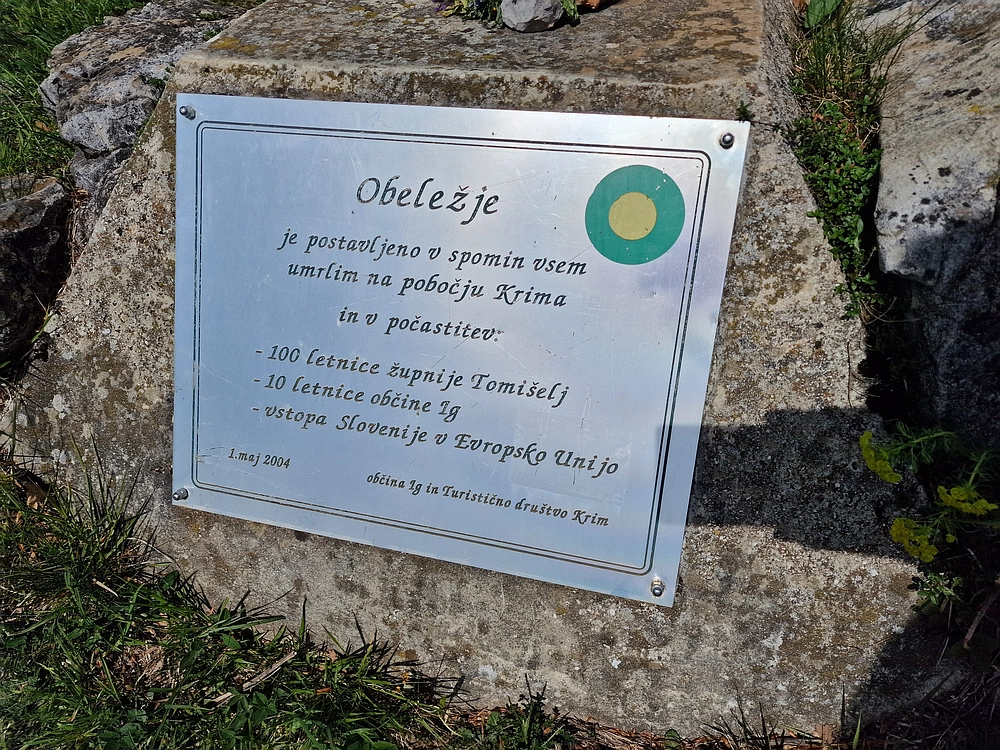 Obeležje
je postavljeno v spomin vsem
umrlim na pobočju Krima
in v počastitev:
- 100 letnice župnije Tomišelj
- 10 letnice občine Ig
- vstopa Slovenije v Evropsko Unijo
1.maj 2004
občina Ig in Turistično društvo Krim